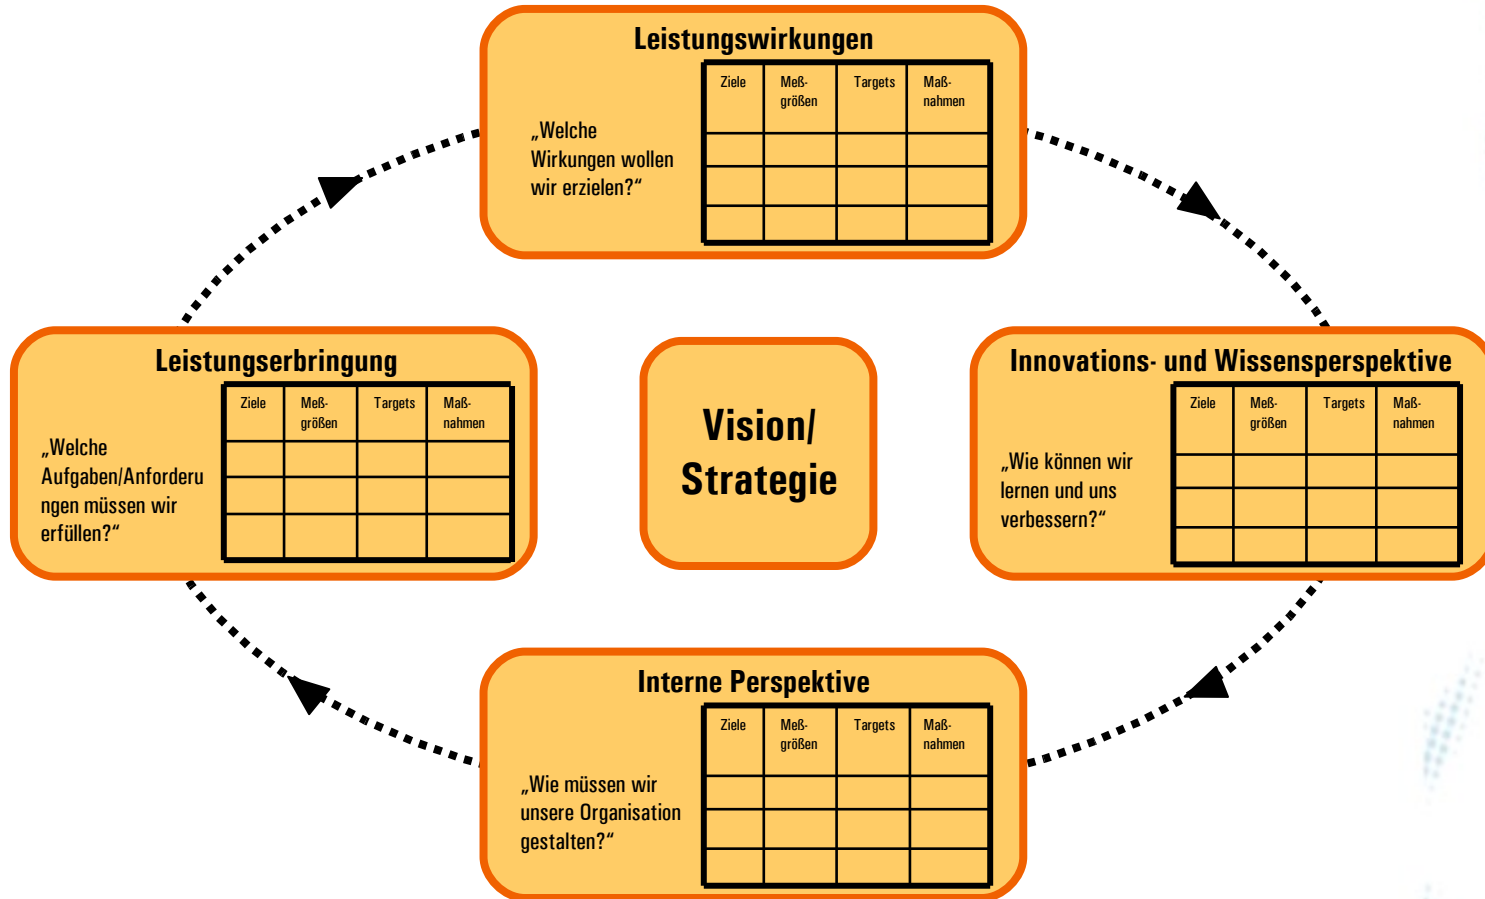 Leistungswirkungen
Ziele Meß- Targets Maß-
größen nahmen
„Welche
Wirkungen wollen
wir erzielen?“
Leistungserbringung
Ziele Meß- Targets Maß-
größen nahmen
„Welche
Aufgaben/Anforderu
ngen müssen wir
erfüllen?“
Vision/
Strategie
Innovations- und Wissensperspektive
Ziele Meß- Targets Maß-
größen nahmen
„Wie können wir
lernen und uns
verbessern?“
Interne Perspektive
Ziele Meß- Targets Maß-
größen nahmen
„Wie müssen wir
unsere Organisation
gestalten?“